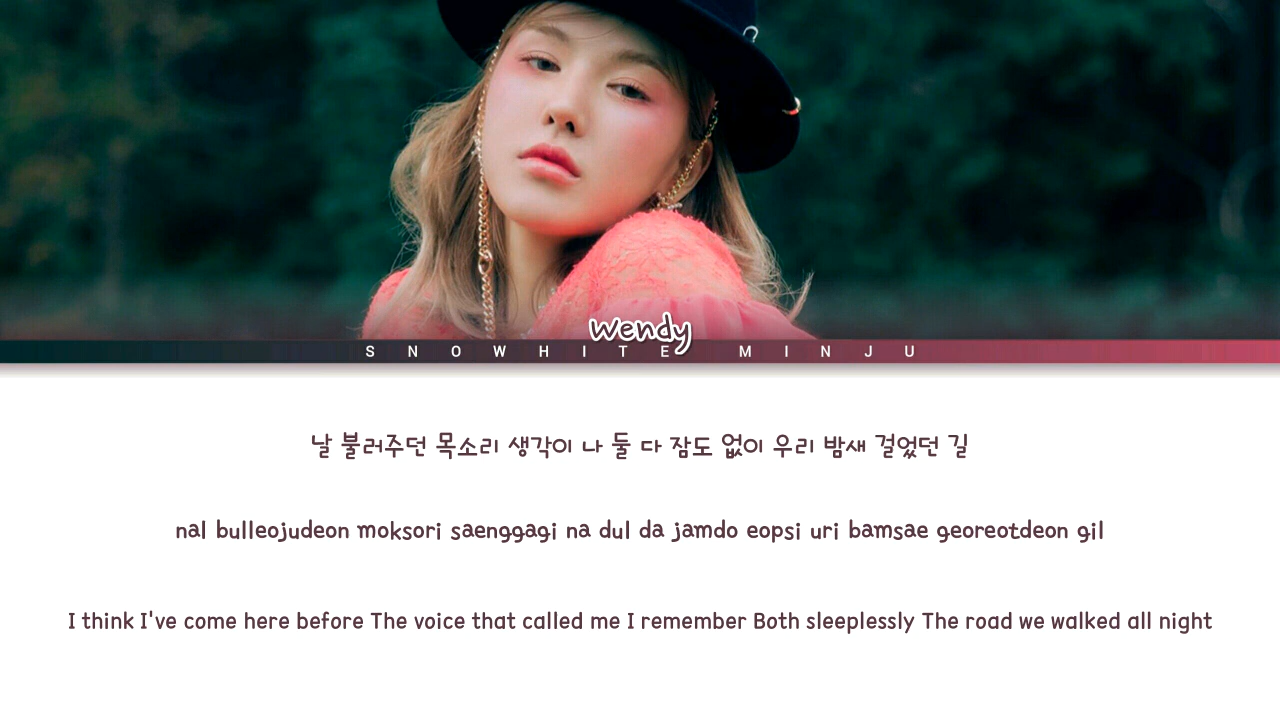 wendy
SNOWHITE MINJU
날 불러주던 목소리 생각이 나 둘 다 잠도 없이 우리 밤새 걸었던 길
nal bulleojudeon moksori saenggagi na dul da jamdo eopsi uri bamsae georeotdeon gil
I think I've come here before The voice that called me I remember Both sleeplessly The road we walked all night